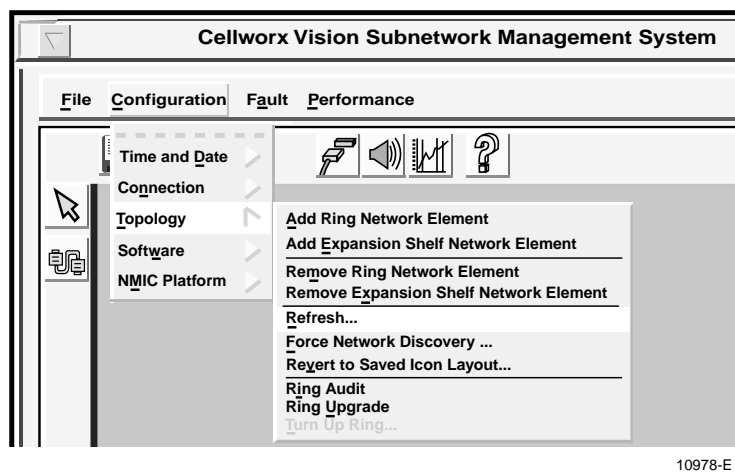 Cellworx Vision Subnetwork Management System
File Configuration Fault Performance
Time and Date
Connection
Topology
Software
NMIC Platform
Add Ring Network Element
Add Expansion Shelf Network Element
Remove Ring Network Element
Remove Expansion Shelf Network Element
Refresh...
Force Network Discovery ...
Revert to Saved Icon Layout...
Ring Audit
Ring Upgrade
Turn Up Ring...
10978-E